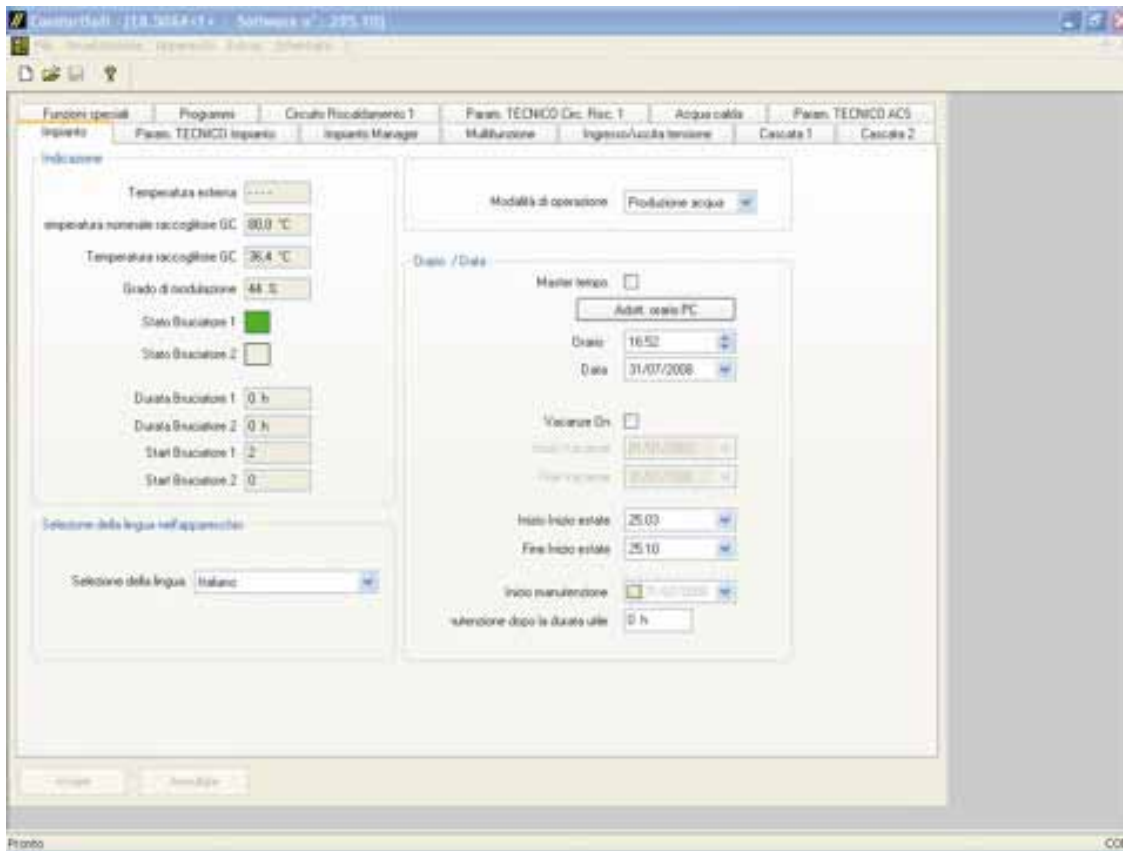 ComfortSoft
Software n°: 205.10)
Funzioni speciali Programmi Circuito Riscaldamento 1 Param. TECNICO Circ. Risc. 1 Acqua calda Param. TECNICO ACS
Impianto Param. TECNICO Impianto Impianto Manager Multifunzione Ingresso/uscita tensione Cascata 1 Cascata 2
Indicazione
Temperatura esterna ----
emperatura nominale raccoglitore GC 80,0 °C
Temperatura raccoglitore GC 36,4 °C
Grado di modulazione 44 %
Stato Bruciatore 1
Stato Bruciatore 2
Durata Bruciatore 1 0 h
Durata Bruciatore 2 0 h
Start Bruciatore 1 2
Start Bruciatore 2 0
Selezione della lingua nell'apparecchio
Selezione della lingua Italiano
Modalità di operazione Produzione acqua
Orario / Data
Master tempo
Adott. orario PC
Orario 16:52
Data 31/07/2008
Vacanze On
Inizio Inizio estate 25.03
Fine Inizio estate 25.10
Inizio manutenzione
nutenzione dopo la durata utile 0 h
Annullare
Pronto